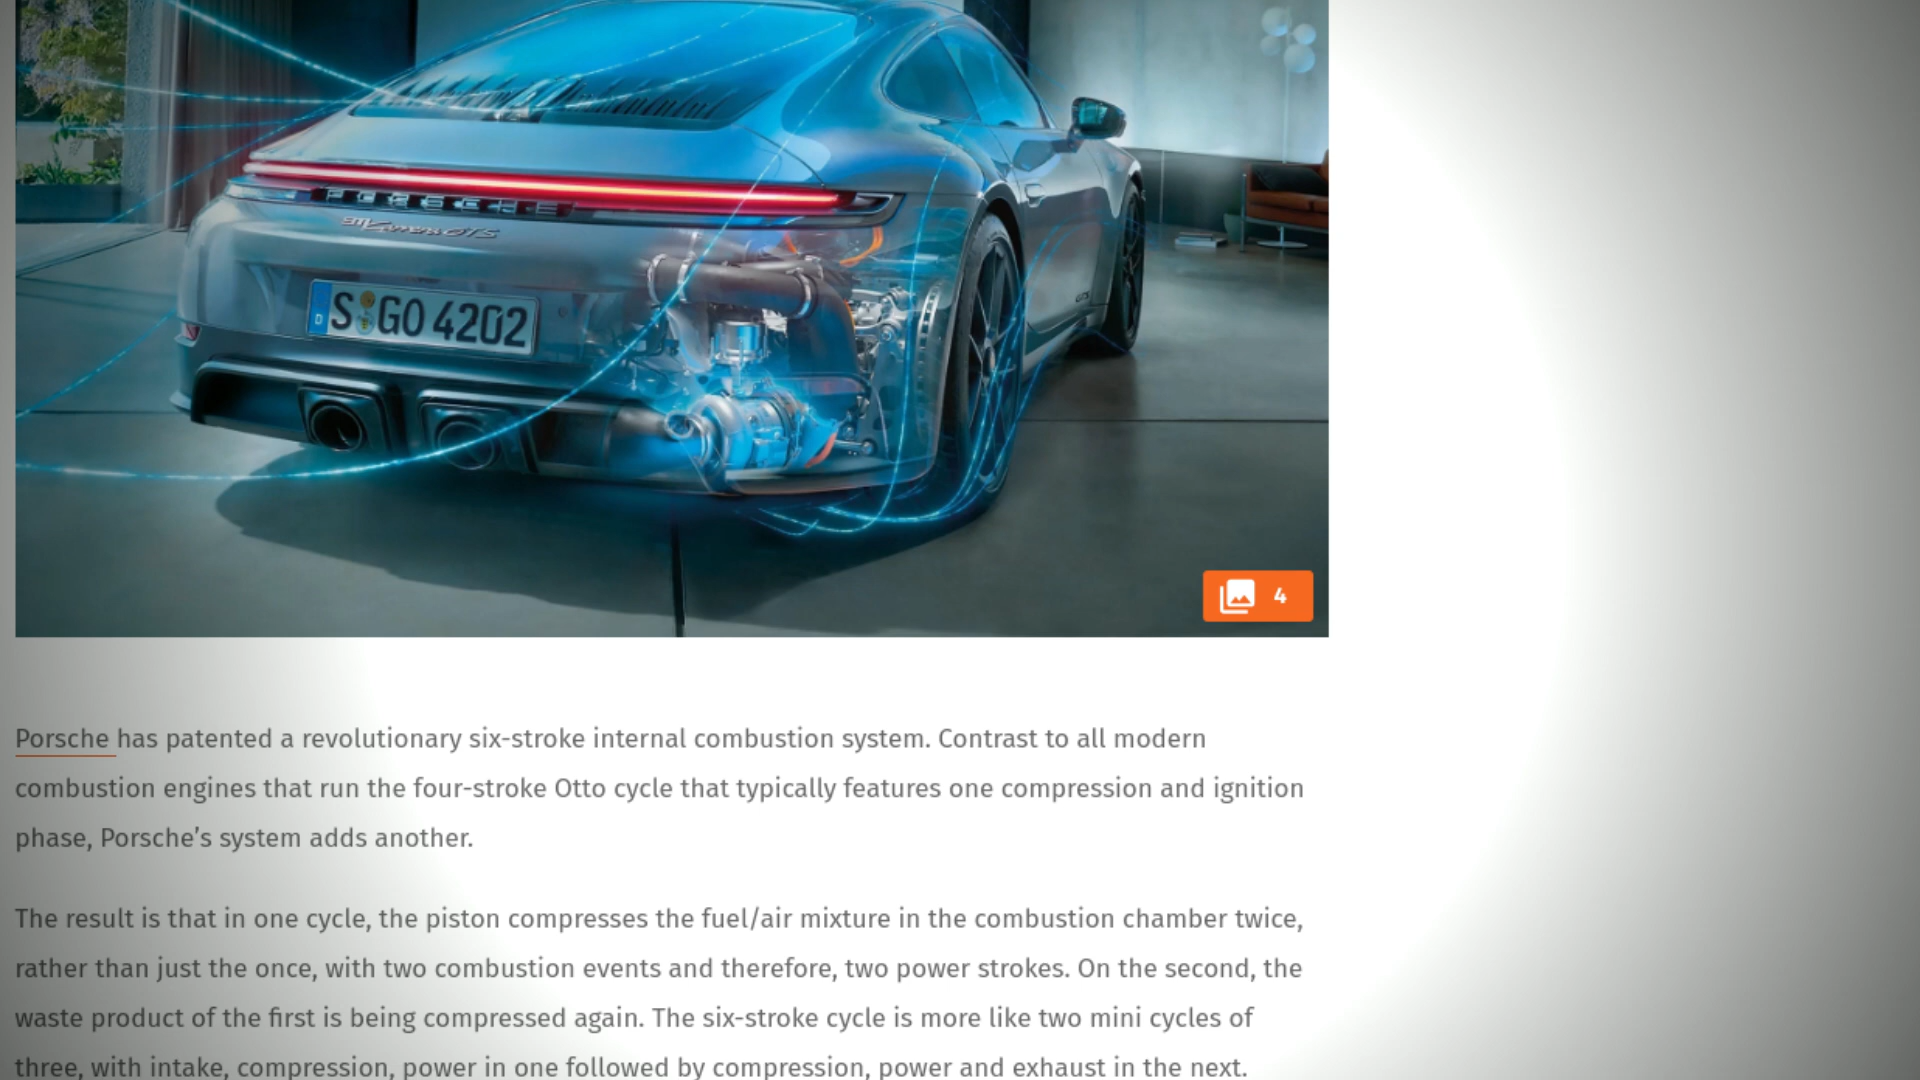 PORSCHE
911 Carrera GTS
S GO 4202
D
GTS
4
Porsche has patented a revolutionary six-stroke internal combustion system. Contrast to all modern
combustion engines that run the four-stroke Otto cycle that typically features one compression and ignition
phase, Porsche’s system adds another.
The result is that in one cycle, the piston compresses the fuel/air mixture in the combustion chamber twice,
rather than just the once, with two combustion events and therefore, two power strokes. On the second, the
waste product of the first is being compressed again. The six-stroke cycle is more like two mini cycles of
three, with intake, compression, power in one followed by compression, power and exhaust in the next.